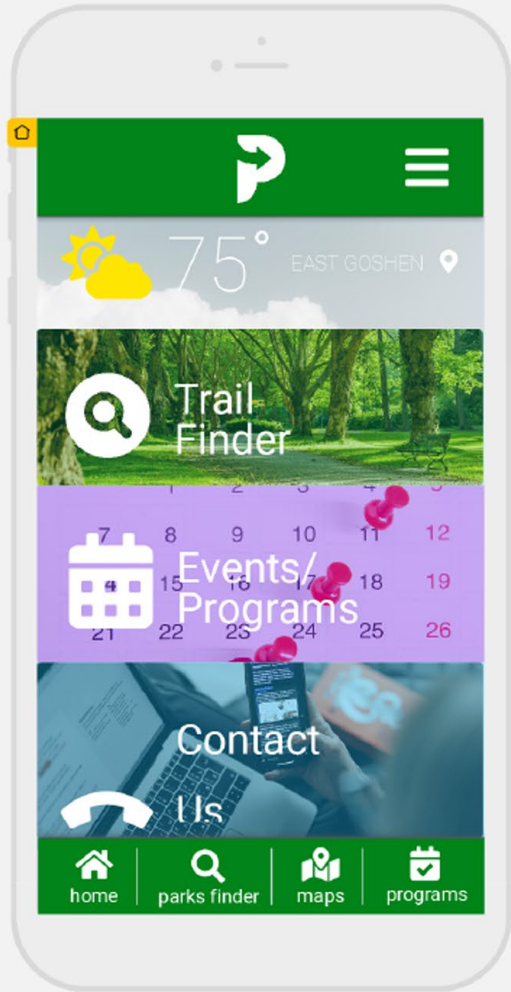 P
75°
EAST GOSHEN
Trail
Finder
1 2 3 4 5
7 8 9 10 11 12
4 15 16 17 18 19
21 22 23 24 25 26
Events/
Programs
Contact
Us
home
parks finder
maps
programs